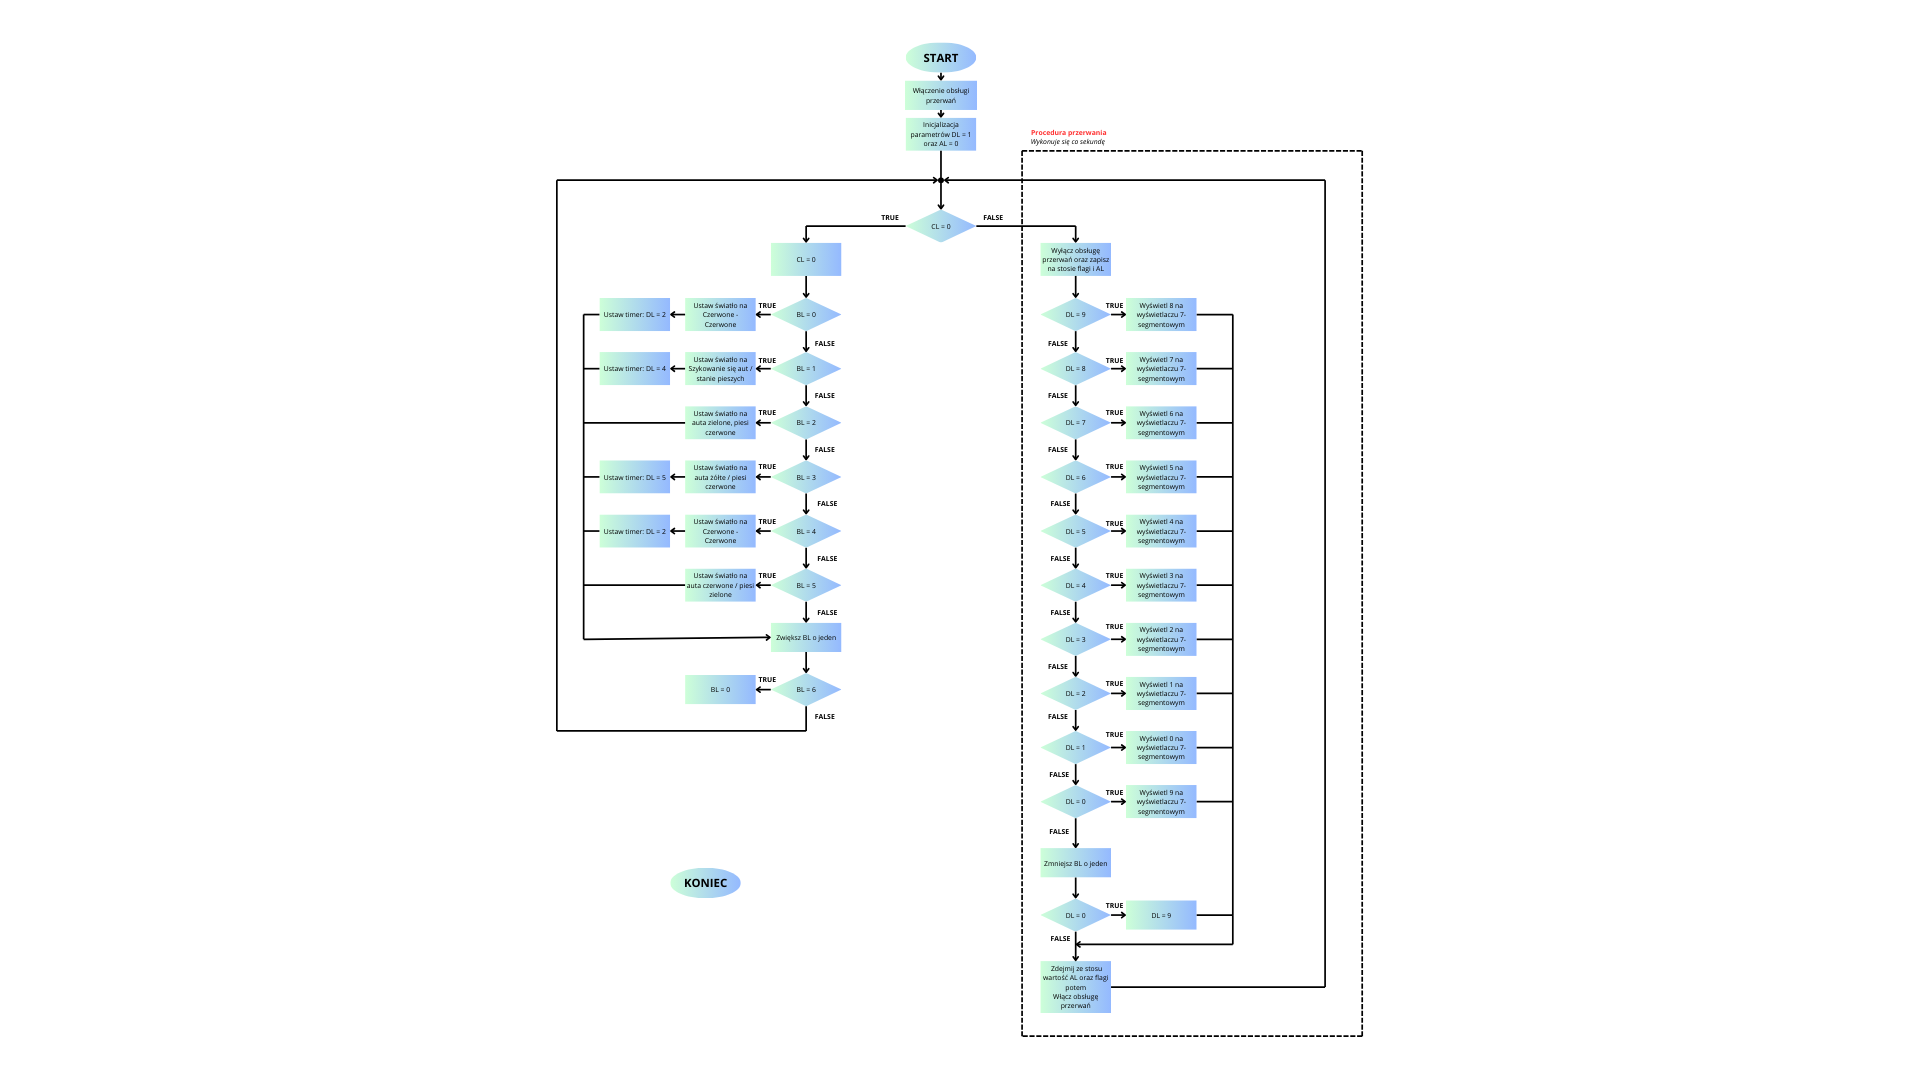 START
Włączenie obsługi
przerwań
Inicjalizacja
parametrów DL = 1
oraz AL = 0
Procedura przerwania
Wykonuje się co sekundę
TRUE
CL = 0
FALSE
CL = 0
Ustaw timer: DL = 2
Ustaw światło na
Czerwone -
Czerwone
TRUE
BL = 0
FALSE
Ustaw timer: DL = 4
Ustaw światło na
Szykowanie się aut /
stanie pieszych
TRUE
BL = 1
FALSE
Ustaw światło na
auta zielone, piesi
czerwone
TRUE
BL = 2
FALSE
Ustaw timer: DL = 5
Ustaw światło na
auta żółte / piesi
czerwone
TRUE
BL = 3
FALSE
Ustaw timer: DL = 2
Ustaw światło na
Czerwone -
Czerwone
TRUE
BL = 4
FALSE
Ustaw światło na
auta czerwone / piesi
zielone
TRUE
BL = 5
FALSE
Zwiększ BL o jeden
BL = 0
TRUE
BL = 6
FALSE
KONIEC
Wyłącz obsługę
przerwań oraz zapisz
na stosie flagi i AL
DL = 9
TRUE
Wyświetl 8 na
wyświetlaczu 7-
segmentowym
FALSE
DL = 8
TRUE
Wyświetl 7 na
wyświetlaczu 7-
segmentowym
FALSE
DL = 7
TRUE
Wyświetl 6 na
wyświetlaczu 7-
segmentowym
FALSE
DL = 6
TRUE
Wyświetl 5 na
wyświetlaczu 7-
segmentowym
FALSE
DL = 5
TRUE
Wyświetl 4 na
wyświetlaczu 7-
segmentowym
FALSE
DL = 4
TRUE
Wyświetl 3 na
wyświetlaczu 7-
segmentowym
FALSE
DL = 3
TRUE
Wyświetl 2 na
wyświetlaczu 7-
segmentowym
FALSE
DL = 2
TRUE
Wyświetl 1 na
wyświetlaczu 7-
segmentowym
FALSE
DL = 1
TRUE
Wyświetl 0 na
wyświetlaczu 7-
segmentowym
FALSE
DL = 0
TRUE
Wyświetl 9 na
wyświetlaczu 7-
segmentowym
FALSE
Zmniejsz BL o jeden
DL = 0
TRUE
DL = 9
FALSE
Zdejmij ze stosu
wartość AL oraz flagi
potem
Włącz obsługę
przerwań